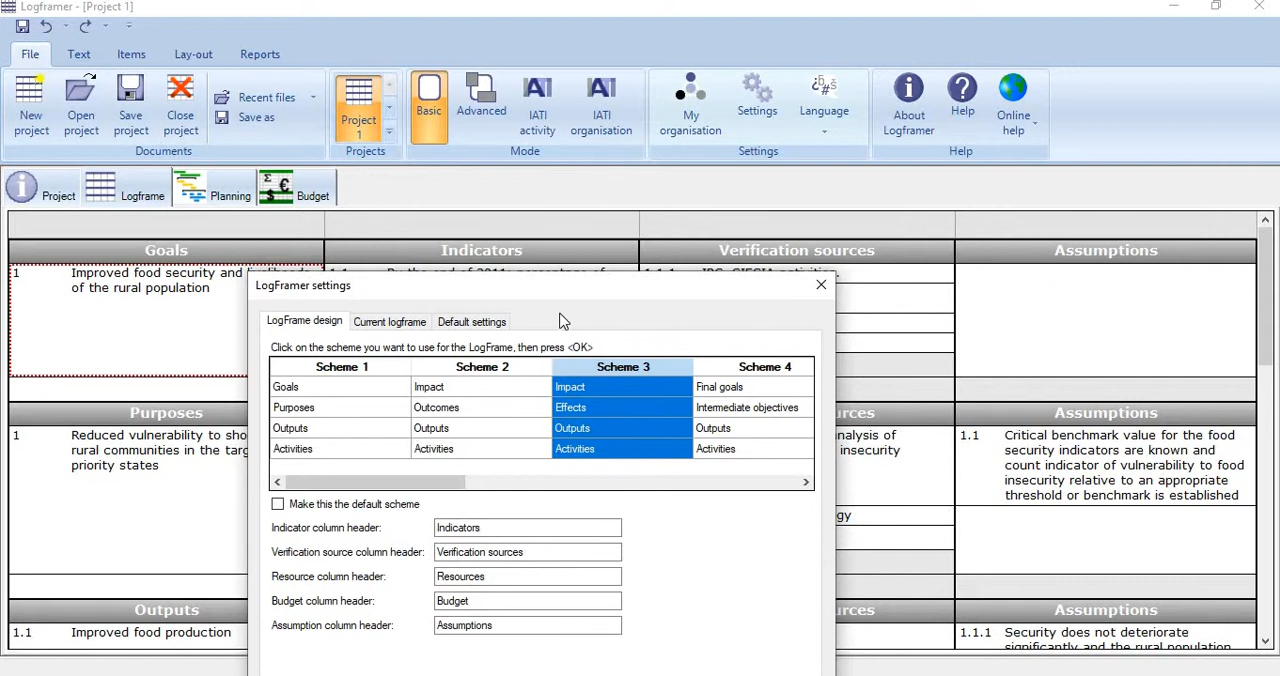 Logframer - [Project 1]
File Text Items Lay-out Reports
New project
Open project
Save project
Close project
Recent files
Save as
Documents
Project 1
Projects
Basic
Advanced
IATI activity
IATI organisation
Mode
My organisation
Settings
Language
Settings
About Logframer
Help
Online help
Help
Project Logframe Planning Budget
Goals Indicators Verification sources Assumptions
1 Improved food security and
of the rural population
LogFramer settings
LogFrame design Current logframe Default settings
Click on the scheme you want to use for the LogFrame, then press <OK>
Scheme 1 Scheme 2 Scheme 3 Scheme 4
Goals Impact Impact Final goals
Purposes Outcomes Effects Intermediate objectives
Outputs Outputs Outputs Outputs
Activities Activities Activities Activities
Make this the default scheme
Indicator column header: Indicators
Verification source column header: Verification sources
Resource column header: Resources
Budget column header: Budget
Assumption column header: Assumptions
Purposes
Assumptions
1 Reduced vulnerability to
rural communities in the
priority states
nalysis of
insecurity
gy
1.1 Critical benchmark value for the food
security indicators are known and
count indicator of vulnerability to food
insecurity relative to an appropriate
threshold or benchmark is established
Outputs
Assumptions
1.1 Improved food production
1.1.1 Security does not deteriorate
significantly and the rural population